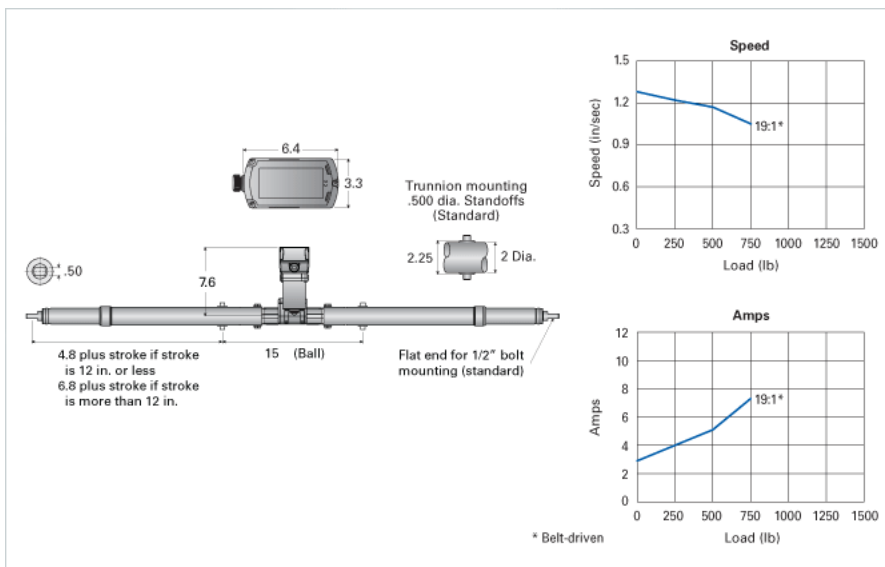 6.4
3.3
Trunnion mounting
.500 dia. Standoffs
(Standard)
2.25
2 Dia.
.50
7.6
15 (Ball)
4.8 plus stroke if stroke
is 12 in. or less
6.8 plus stroke if stroke
is more than 12 in.
Flat end for 1/2" bolt
mounting (standard)
Speed
Speed (in/sec)
1.5
1.2
0.9
0.6
0.3
19:1*
0 250 500 750 1000 1250 1500
Load (lb)
Amps
Amps
12
10
8
6
4
2
0
19:1*
0 250 500 750 1000 1250 1500
Load (lb)
* Belt-driven